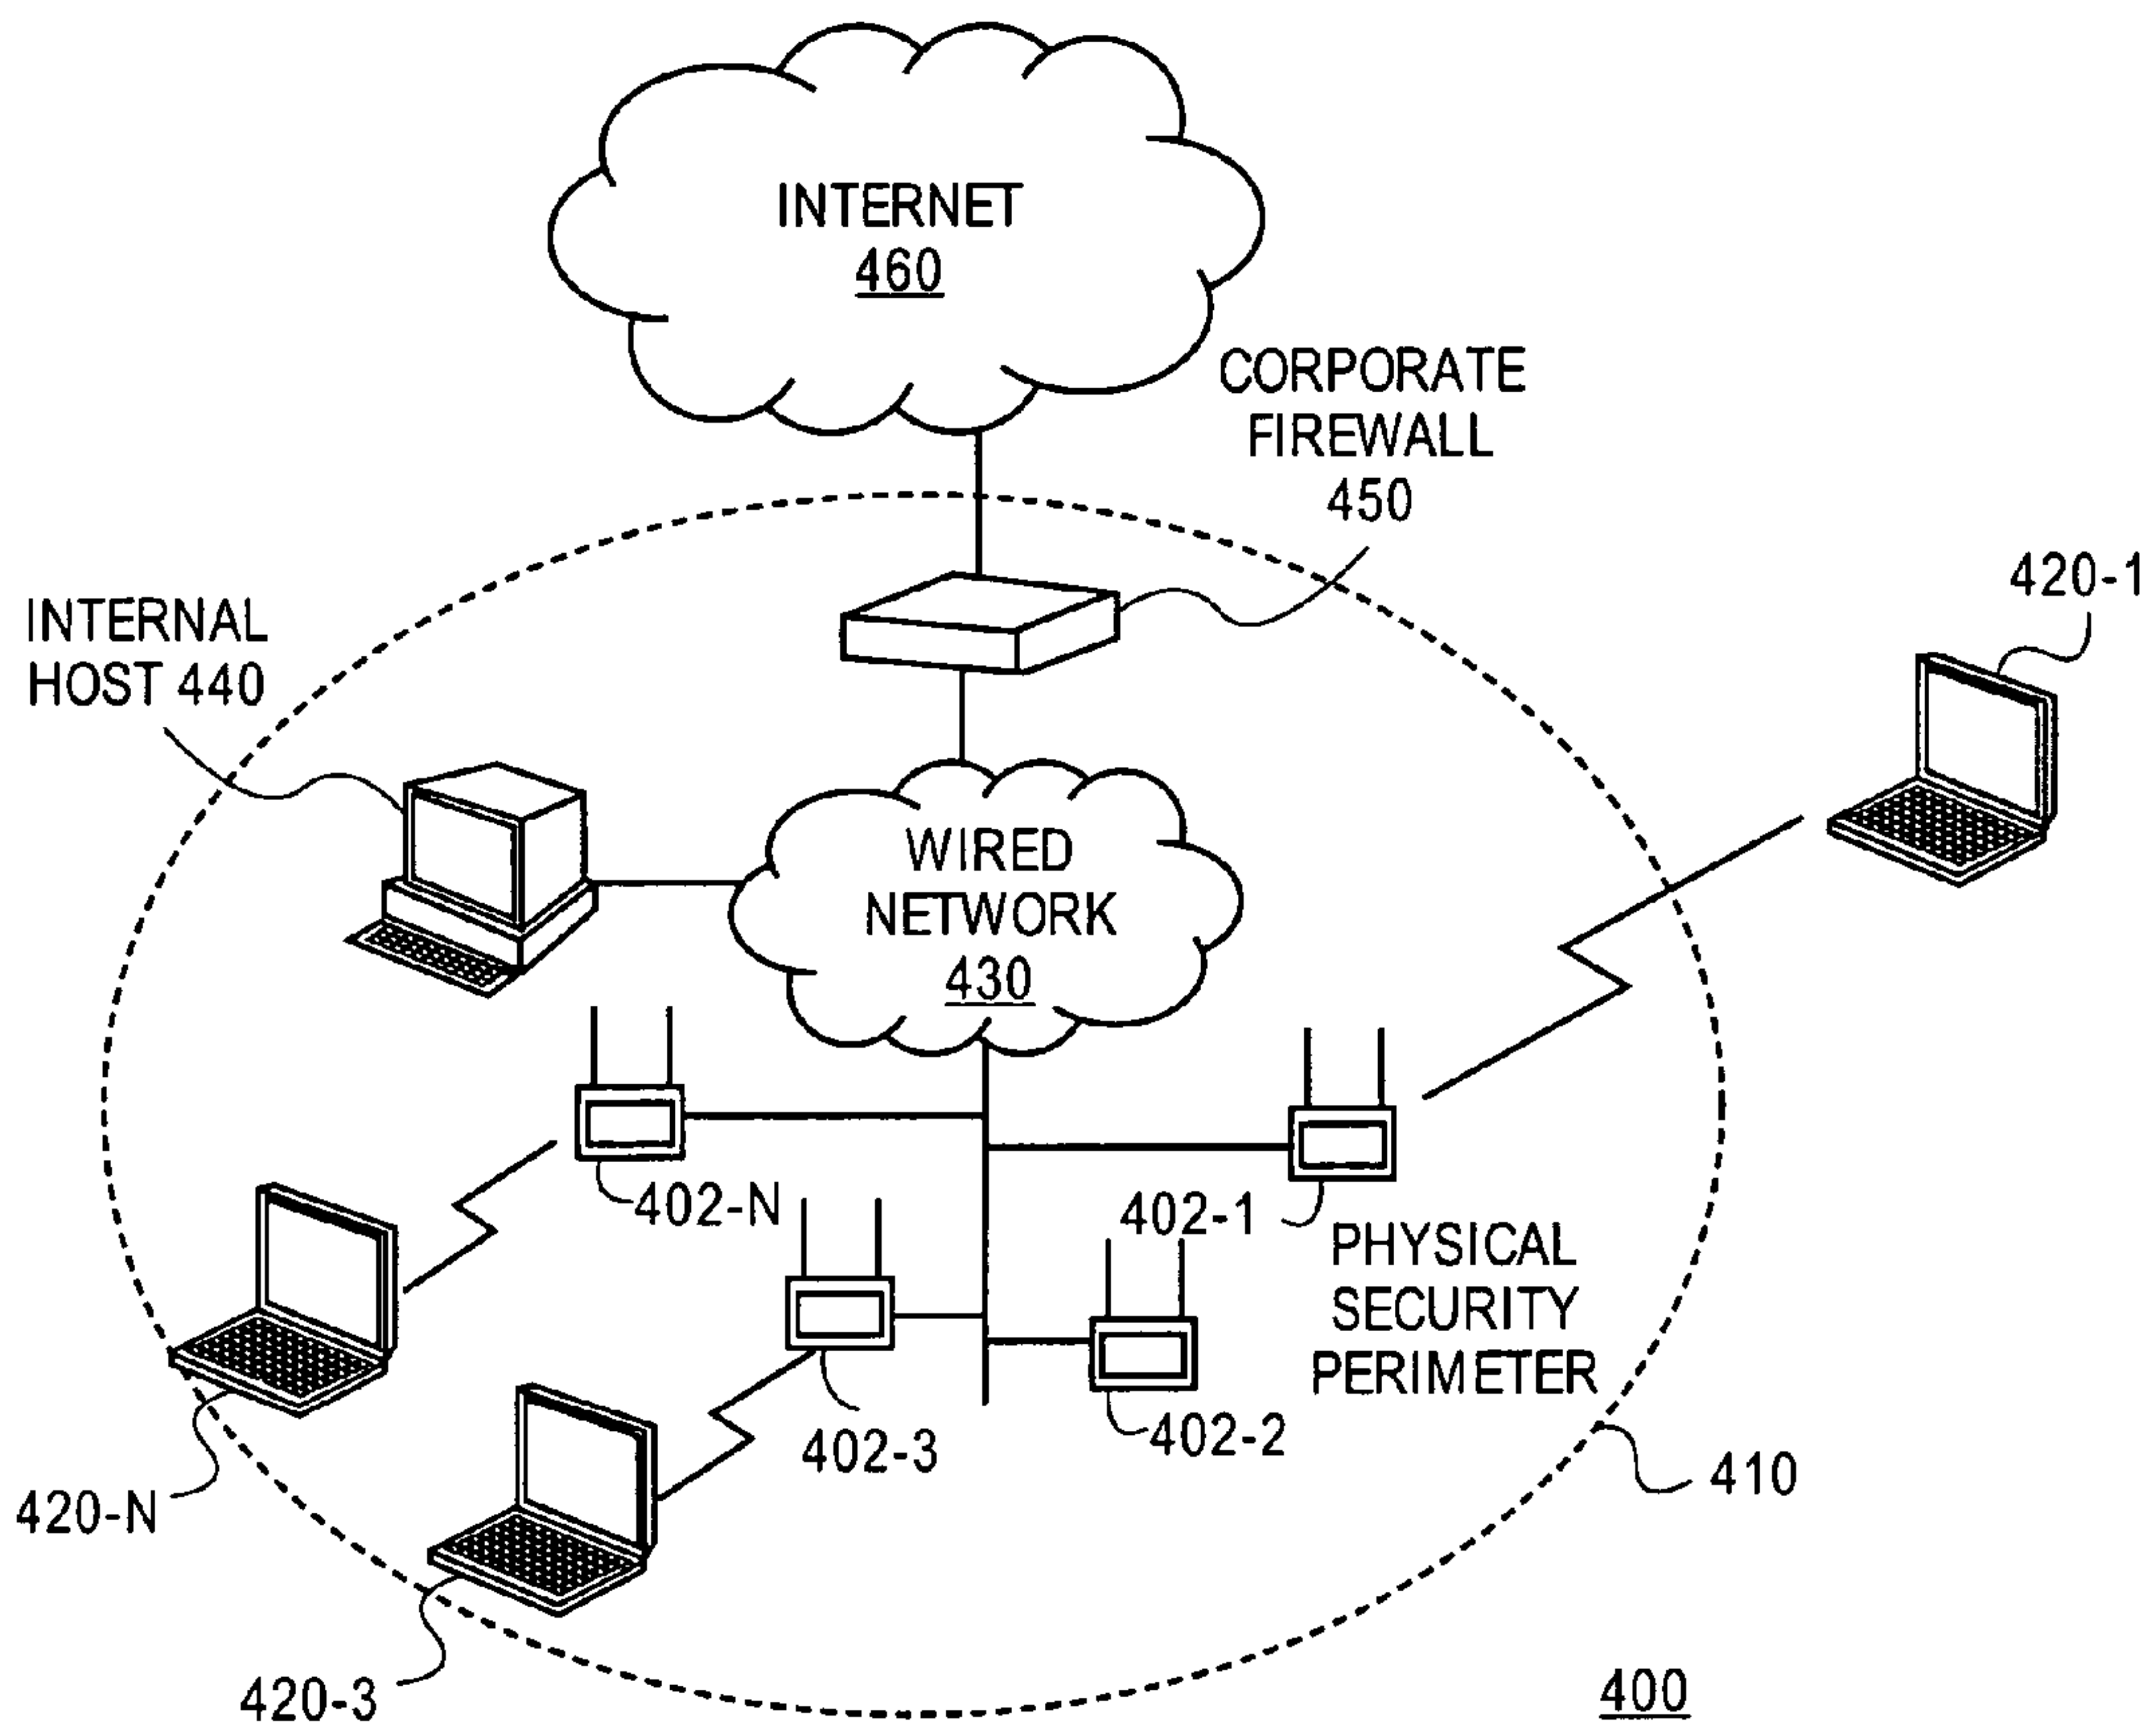 INTERNET
460
CORPORATE
FIREWALL
450
420-1
INTERNAL
HOST 440
WIRED
NETWORK
430
402-N
402-1
PHYSICAL
SECURITY
PERIMETER
402-3
402-2
410
420-N
420-3
400